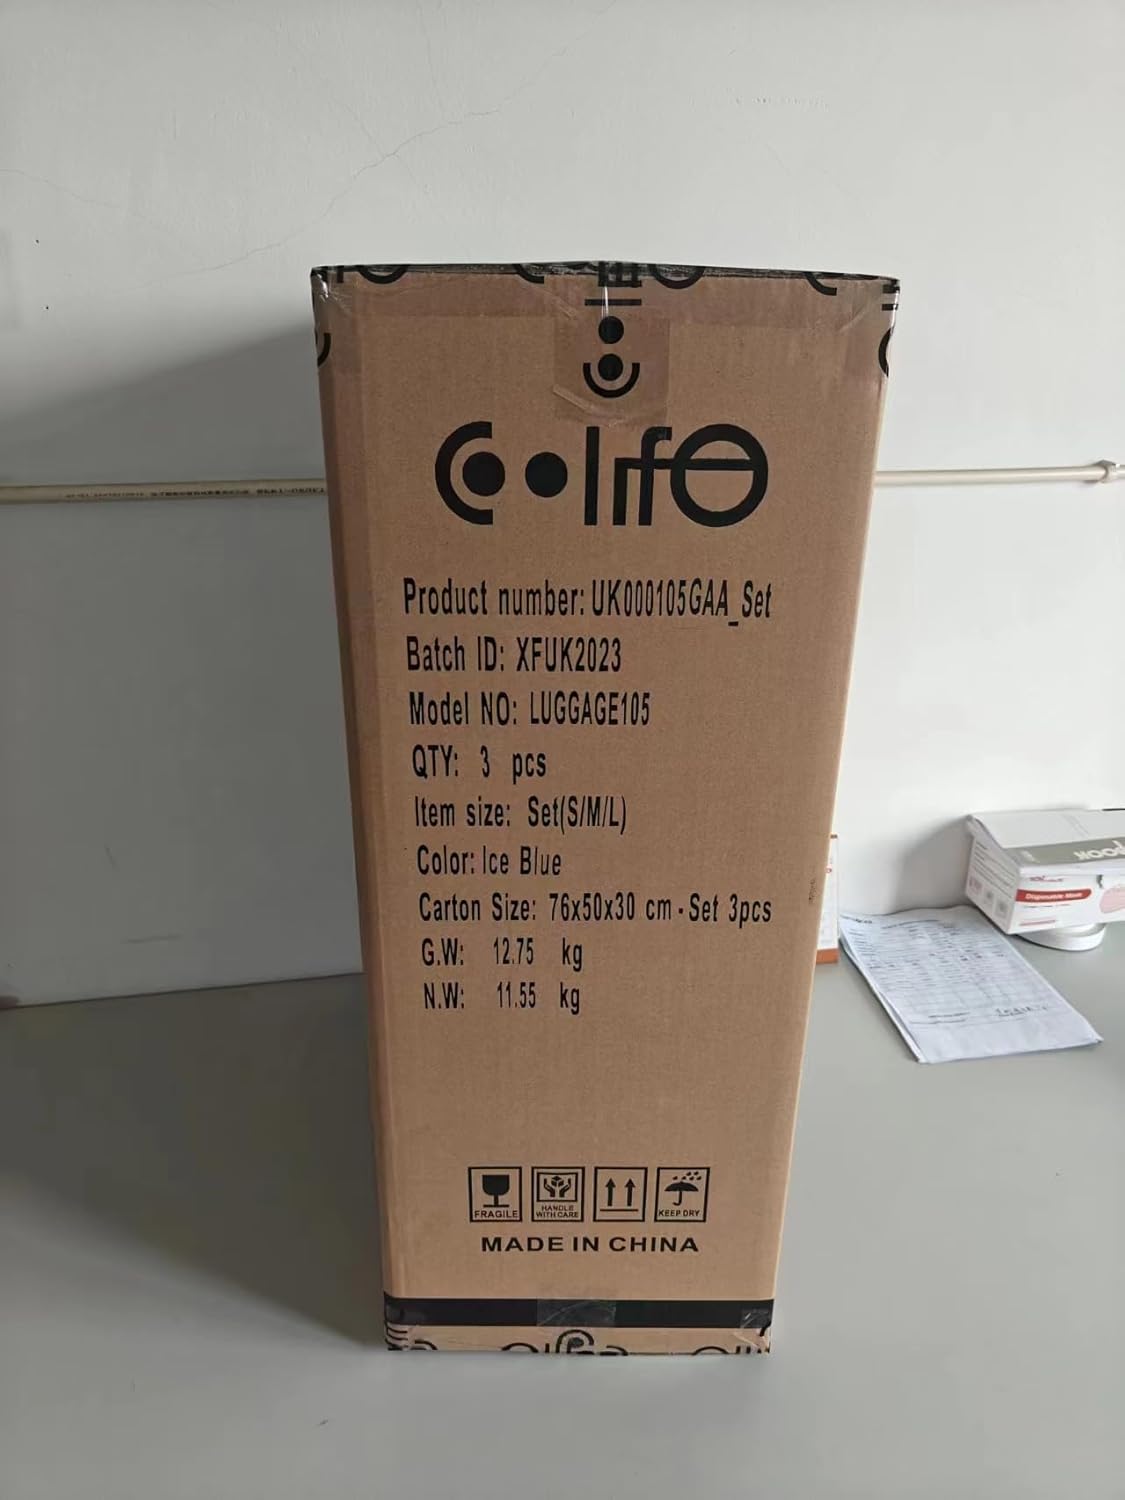 Coolife
Product number: UK000105GAA_Set
Batch ID: XFUK2023
Model NO: LUGGAGE105
QTY: 3 pcs
Item size: Set(S/M/L)
Color: Ice Blue
Carton Size: 76x50x30 cm - Set 3pcs
G.W: 12.75 kg
N.W: 11.55 kg
FRAGILE
HANDLE
WITH CARE
KEEP DRY
MADE IN CHINA
Disposable Mask